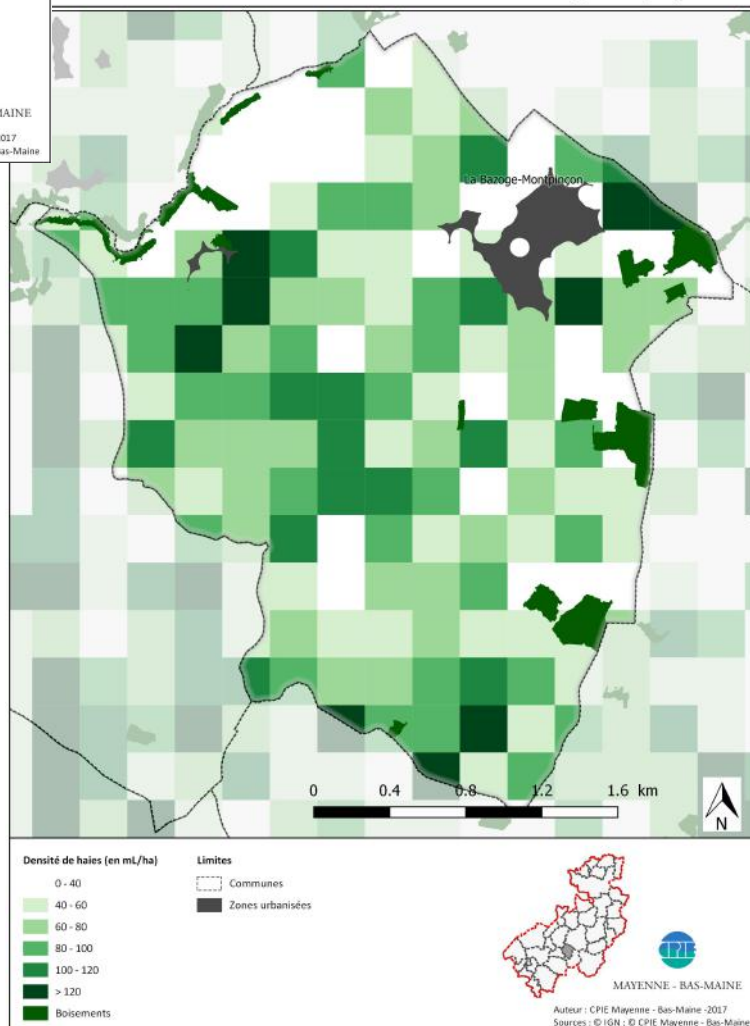 MAINE
2017
as-Maine
La Bazoge-Montpinçon
0 0.4 0.8 1.2 1.6 km
N
Densité de haies (en mL/ha)
0 - 40
40 - 60
60 - 80
80 - 100
100 - 120
> 120
Boisements
Limites
Communes
Zones urbanisées
CPIE
MAYENNE - BAS-MAINE
Auteur : CPIE Mayenne - Bas-Maine -2017
Sources : © IGN ; © CPIE Mayenne - Bas-Maine